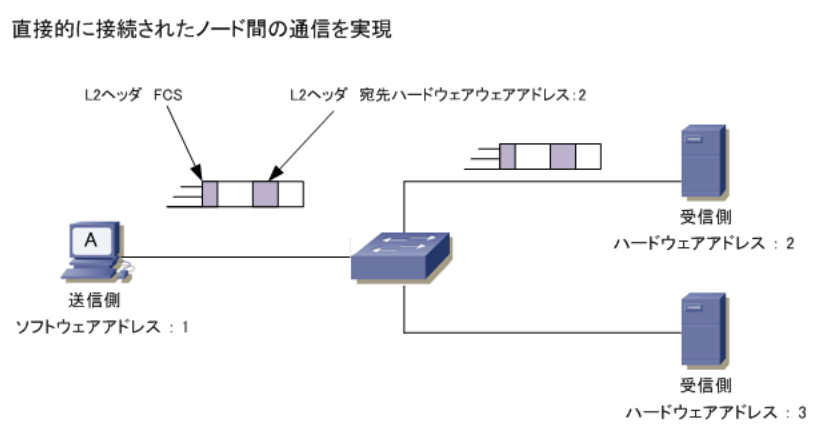 直接的に接続されたノード間の通信を実現
L2ヘッダ FCS
L2ヘッダ 宛先ハードウェアウェアアドレス:2
A
送信側
ソフトウェアアドレス : 1
受信側
ハードウェアアドレス : 2
受信側
ハードウェアアドレス : 3